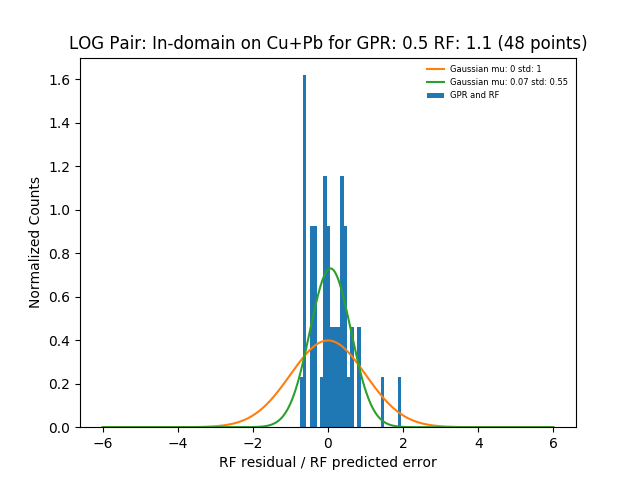 LOG Pair: In-domain on Cu+Pb for GPR: 0.5 RF: 1.1 (48 points)
Gaussian mu: 0 std: 1
Gaussian mu: 0.07 std: 0.55
GPR and RF
Normalized Counts
1.6
1.4
1.2
1.0
0.8
0.6
0.4
0.2
0.0
−6 −4 −2 0 2 4 6
RF residual / RF predicted error